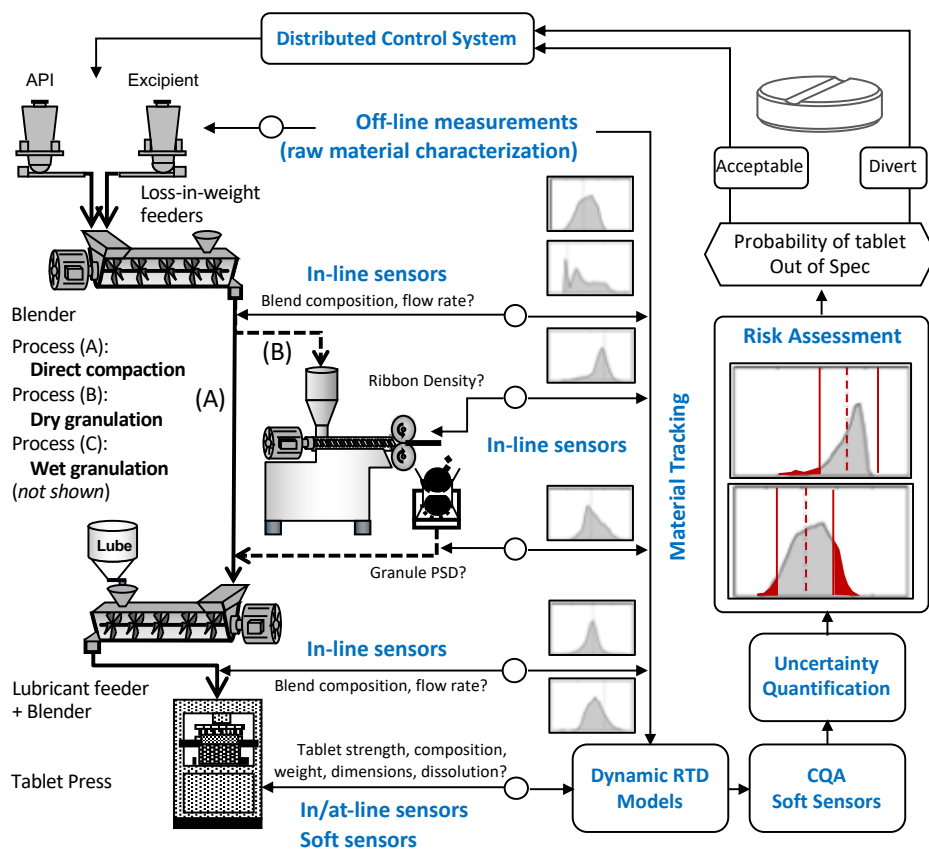 Distributed Control System
API
Excipient
Off-line measurements
(raw material characterization)
Acceptable
Divert
Loss-in-weight
feeders
Probability of tablet
Out of Spec
In-line sensors
Blend composition, flow rate?
Blender
Process (A):
Direct compaction
Process (B):
Dry granulation
Process (C):
Wet granulation
(not shown)
(A)
(B)
Ribbon Density?
In-line sensors
Material Tracking
Risk Assessment
Lube
Granule PSD?
In-line sensors
Blend composition, flow rate?
Uncertainty
Quantification
Lubricant feeder
+ Blender
Tablet Press
Tablet strength, composition,
weight, dimensions, dissolution?
In/at-line sensors
Soft sensors
Dynamic RTD
Models
CQA
Soft Sensors